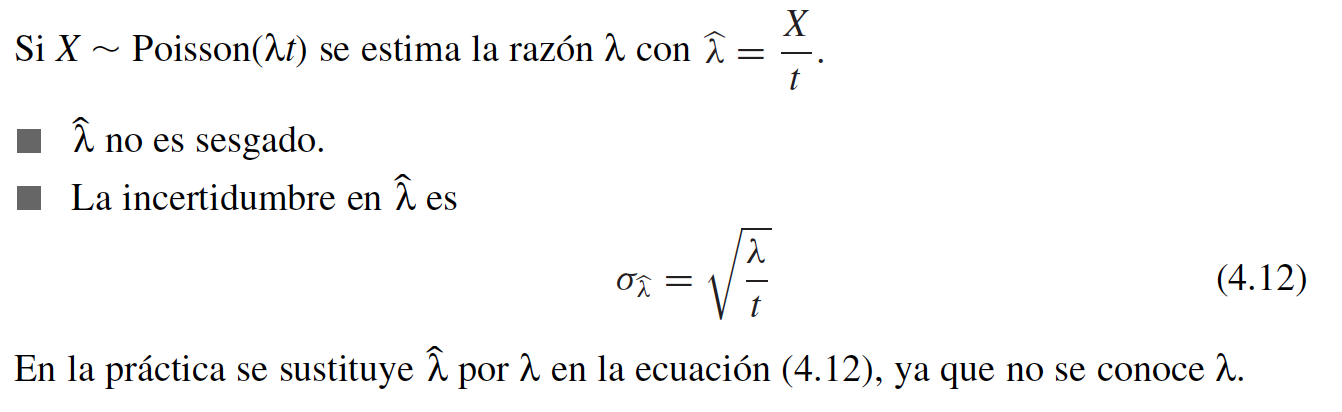 Si X ∼ Poisson(λt) se estima la razón λ con λ̂ = X/t.
■ λ̂ no es sesgado.
■ La incertidumbre en λ̂ es
σ_λ̂ = √(λ/t) (4.12)
En la práctica se sustituye λ̂ por λ en la ecuación (4.12), ya que no se conoce λ.